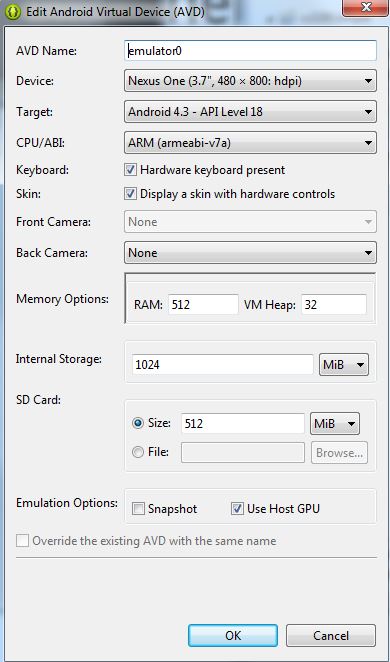 Edit Android Virtual Device (AVD)
AVD Name: emulator0
Device: Nexus One (3.7", 480 × 800: hdpi)
Target: Android 4.3 - API Level 18
CPU/ABI: ARM (armeabi-v7a)
Keyboard: Hardware keyboard present
Skin: Display a skin with hardware controls
Front Camera: None
Back Camera: None
Memory Options: RAM: 512 VM Heap: 32
Internal Storage: 1024 MiB
SD Card:
Size: 512 MiB
File: Browse...
Emulation Options: Snapshot Use Host GPU
Override the existing AVD with the same name
OK Cancel